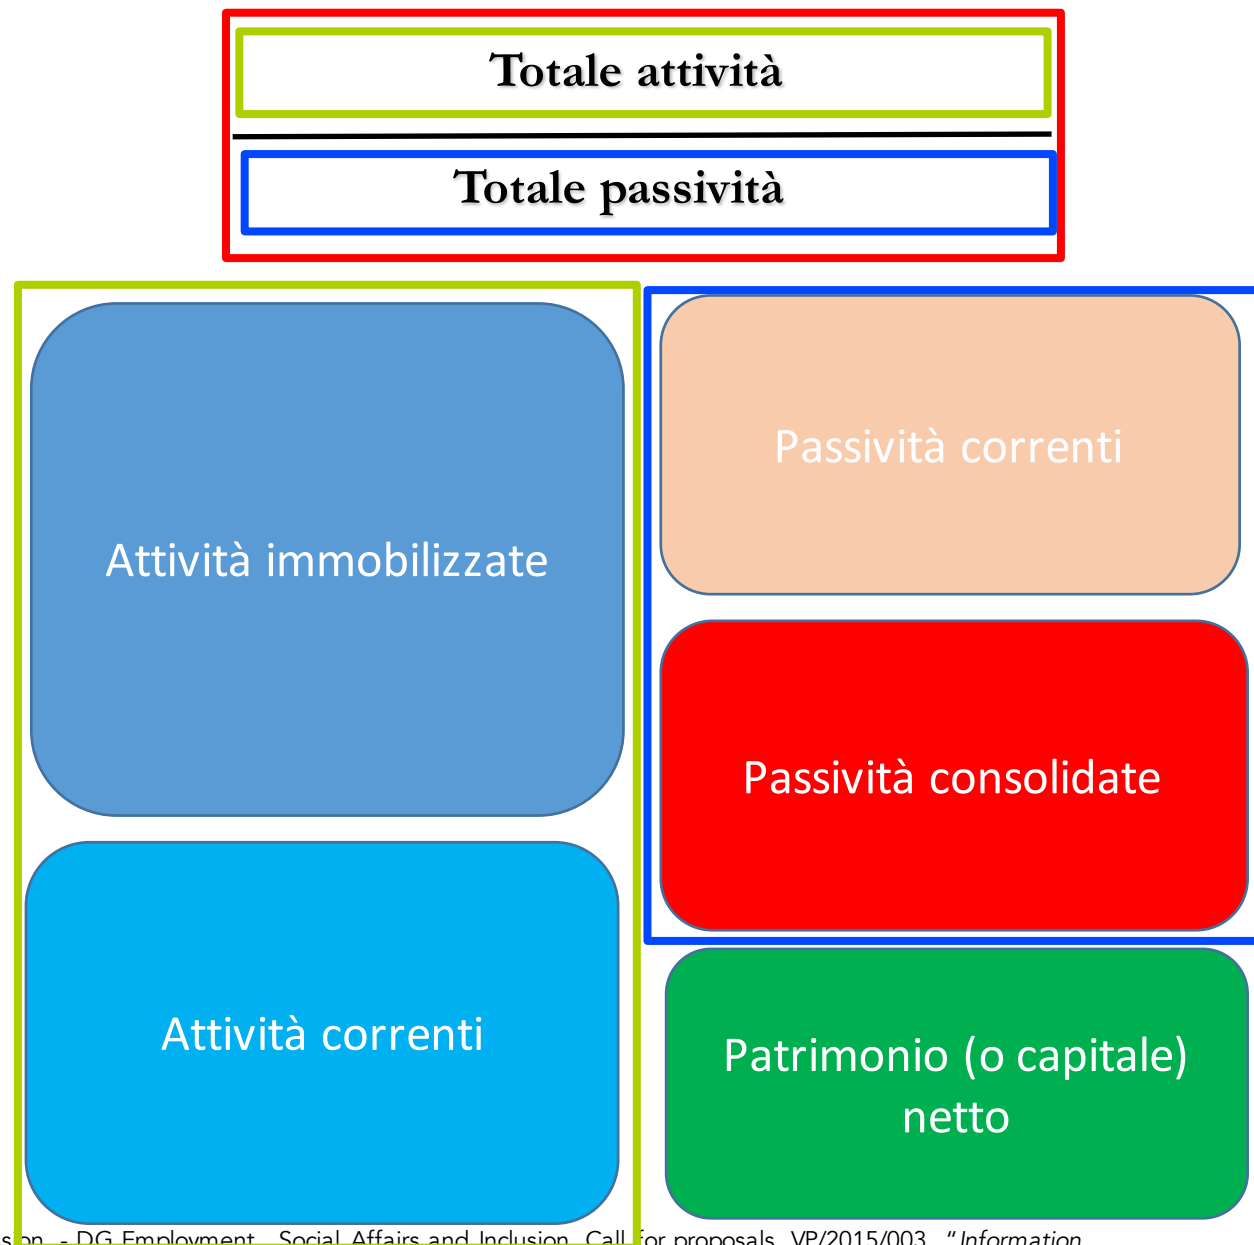 Totale attività
Totale passività
Attività immobilizzate
Attività correnti
Passività correnti
Passività consolidate
Patrimonio (o capitale)
netto
- DG Employment, Social Affairs and Inclusion, Call for proposals VP/2015/003, "Information